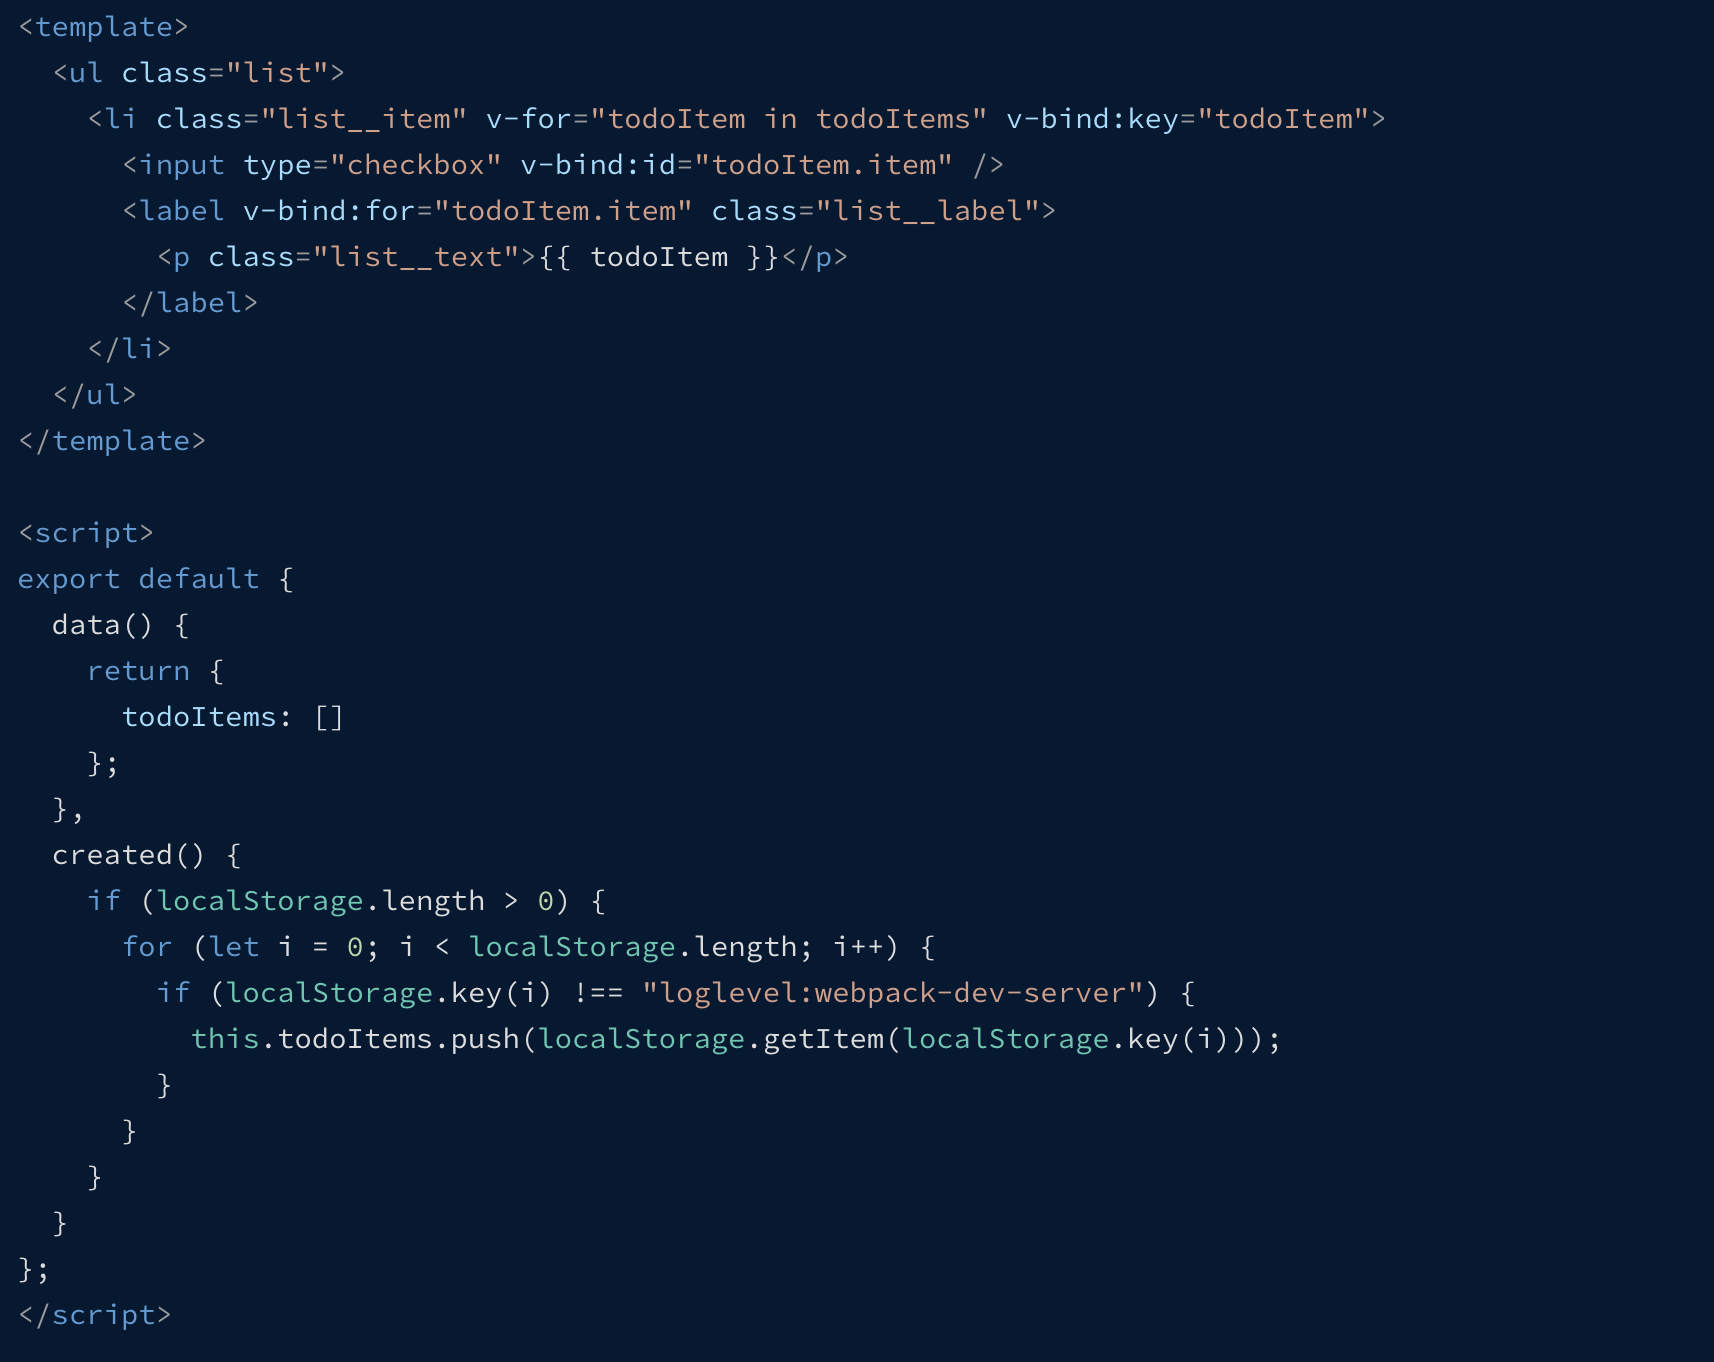 <template>
  <ul class="list">
    <li class="list__item" v-for="todoItem in todoItems" v-bind:key="todoItem">
      <input type="checkbox" v-bind:id="todoItem.item" />
      <label v-bind:for="todoItem.item" class="list__label">
        <p class="list__text">{{ todoItem }}</p>
      </label>
    </li>
  </ul>
</template>

<script>
export default {
  data() {
    return {
      todoItems: []
    };
  },
  created() {
    if (localStorage.length > 0) {
      for (let i = 0; i < localStorage.length; i++) {
        if (localStorage.key(i) !== "loglevel:webpack-dev-server") {
          this.todoItems.push(localStorage.getItem(localStorage.key(i)));
        }
      }
    }
  }
};
</script>